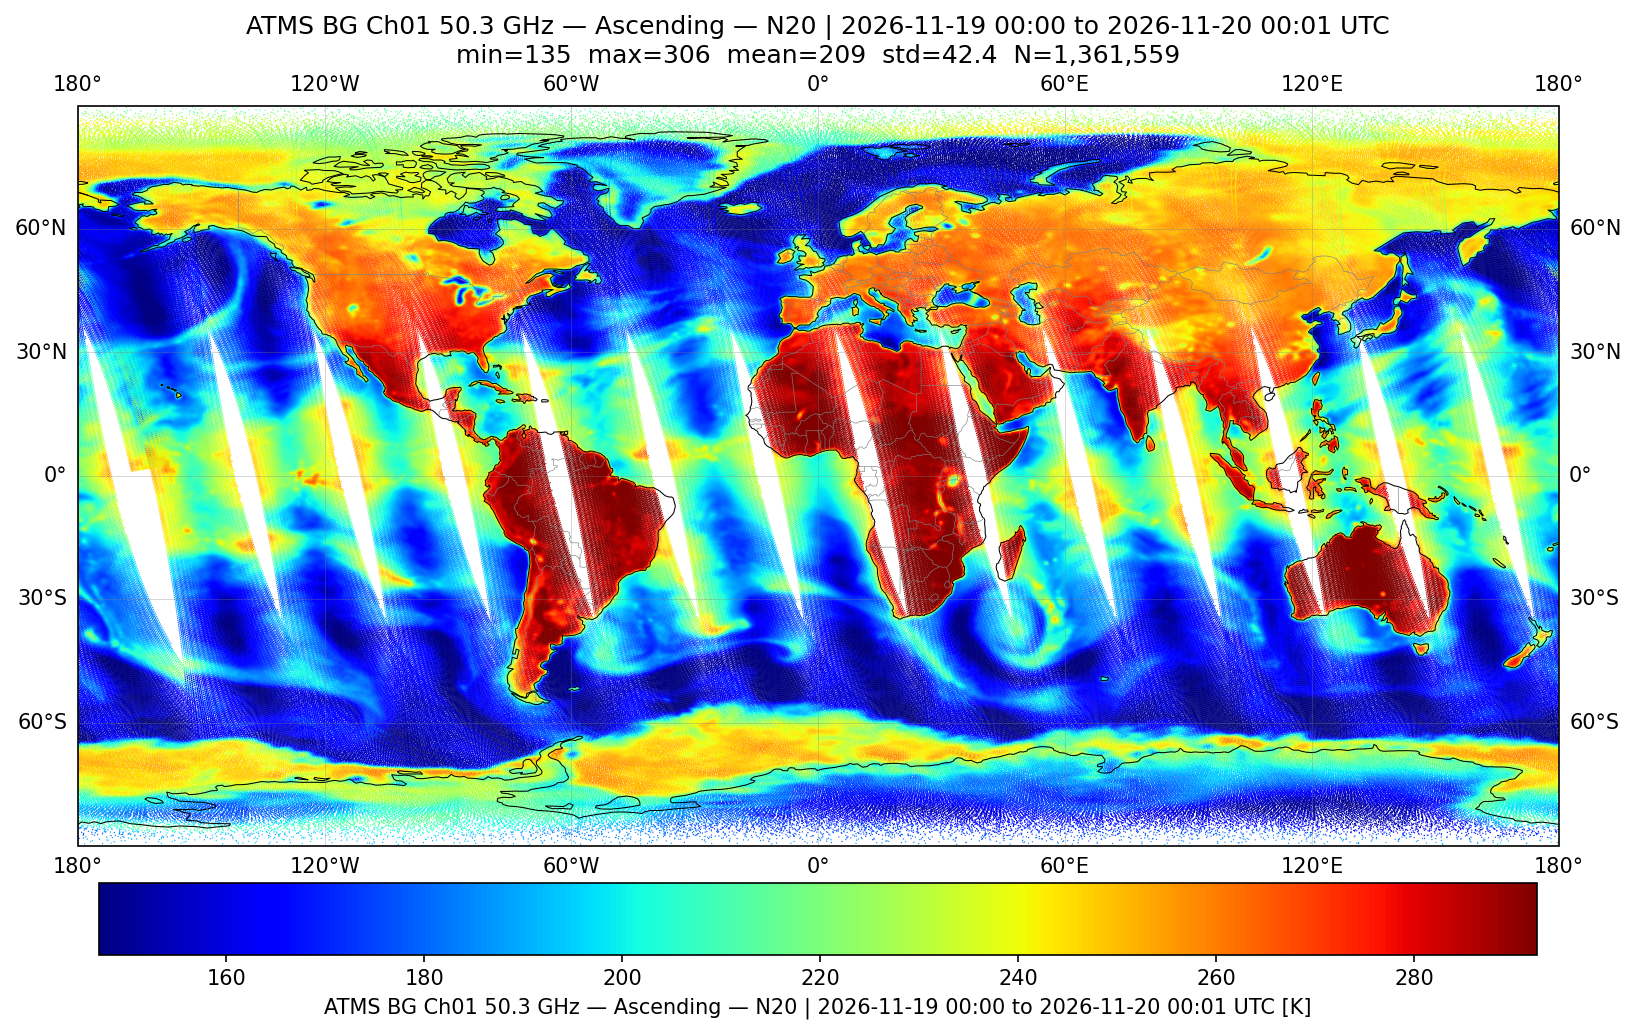 ATMS BG Ch01 50.3 GHz — Ascending — N20 | 2026-11-19 00:00 to 2026-11-20 00:01 UTC
min=135  max=306  mean=209  std=42.4  N=1,361,559
180° 120°W 60°W 0° 60°E 120°E 180°
60°N 60°N
30°N 30°N
0° 0°
30°S 30°S
60°S 60°S
180° 120°W 60°W 0° 60°E 120°E 180°
160 180 200 220 240 260 280
ATMS BG Ch01 50.3 GHz — Ascending — N20 | 2026-11-19 00:00 to 2026-11-20 00:01 UTC [K]